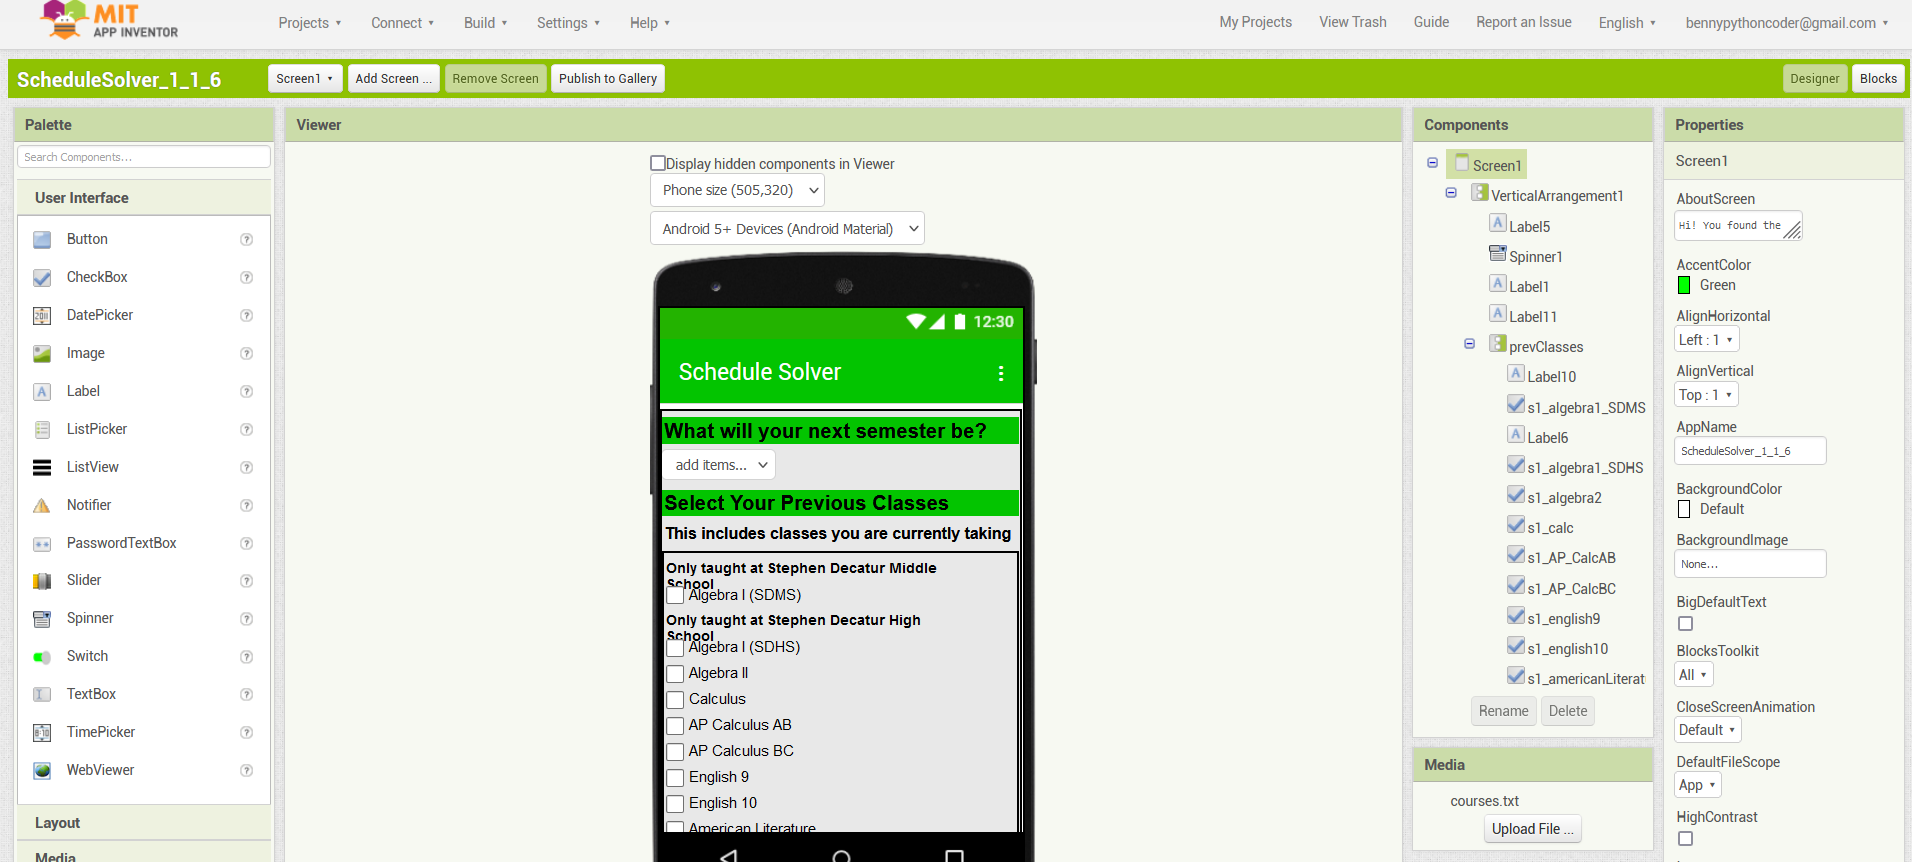 MIT
APP INVENTOR
Projects
Connect
Build
Settings
Help
My Projects
View Trash
Guide
Report an Issue
English
bennypythoncoder@gmail.com
ScheduleSolver_1_1_6
Screen1
Add Screen ...
Remove Screen
Publish to Gallery
Designer
Blocks
Palette
Search Components...
User Interface
Button
CheckBox
DatePicker
Image
Label
ListPicker
ListView
Notifier
PasswordTextBox
Slider
Spinner
Switch
TextBox
TimePicker
WebViewer
Layout
Media
Viewer
Display hidden components in Viewer
Phone size (505,320)
Android 5+ Devices (Android Material)
12:30
Schedule Solver
What will your next semester be?
add items...
Select Your Previous Classes
This includes classes you are currently taking
Only taught at Stephen Decatur Middle
School
Algebra I (SDMS)
Only taught at Stephen Decatur High
School
Algebra I (SDHS)
Algebra II
Calculus
AP Calculus AB
AP Calculus BC
English 9
English 10
American Literature
Components
Screen1
VerticalArrangement1
Label5
Spinner1
Label1
Label11
prevClasses
Label10
s1_algebra1_SDMS
Label6
s1_algebra1_SDHS
s1_algebra2
s1_calc
s1_AP_CalcAB
s1_AP_CalcBC
s1_english9
s1_english10
s1_americanLiterat
Rename
Delete
Media
courses.txt
Upload File ...
Properties
Screen1
AboutScreen
Hi! You found the
AccentColor
Green
AlignHorizontal
Left : 1
AlignVertical
Top : 1
AppName
ScheduleSolver_1_1_6
BackgroundColor
Default
BackgroundImage
None...
BigDefaultText
BlocksToolkit
All
CloseScreenAnimation
Default
DefaultFileScope
App
HighContrast